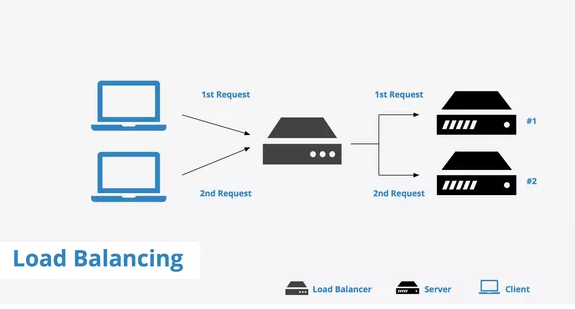 1st Request
1st Request
#1
#2
2nd Request
2nd Request
Load Balancing
Load Balancer
Server
Client